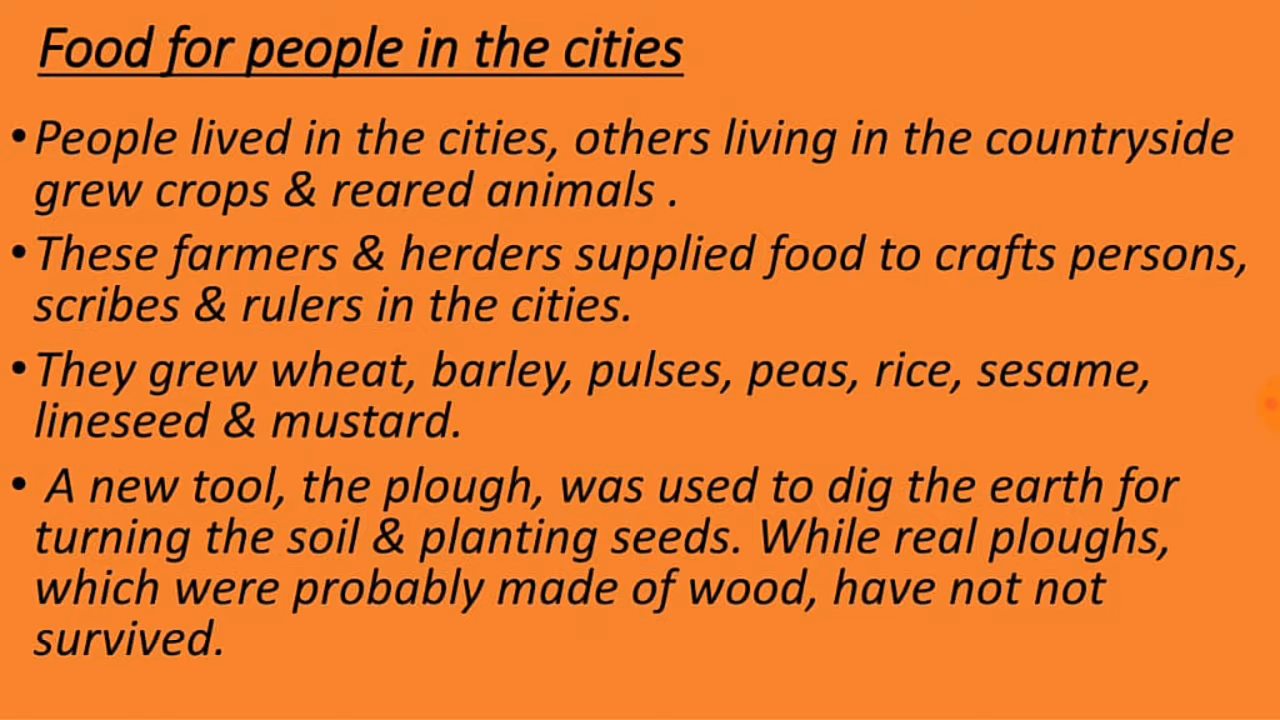 Food for people in the cities
•People lived in the cities, others living in the countryside
grew crops & reared animals .
•These farmers & herders supplied food to crafts persons,
scribes & rulers in the cities.
•They grew wheat, barley, pulses, peas, rice, sesame,
lineseed & mustard.
• A new tool, the plough, was used to dig the earth for
turning the soil & planting seeds. While real ploughs,
which were probably made of wood, have not not
survived.